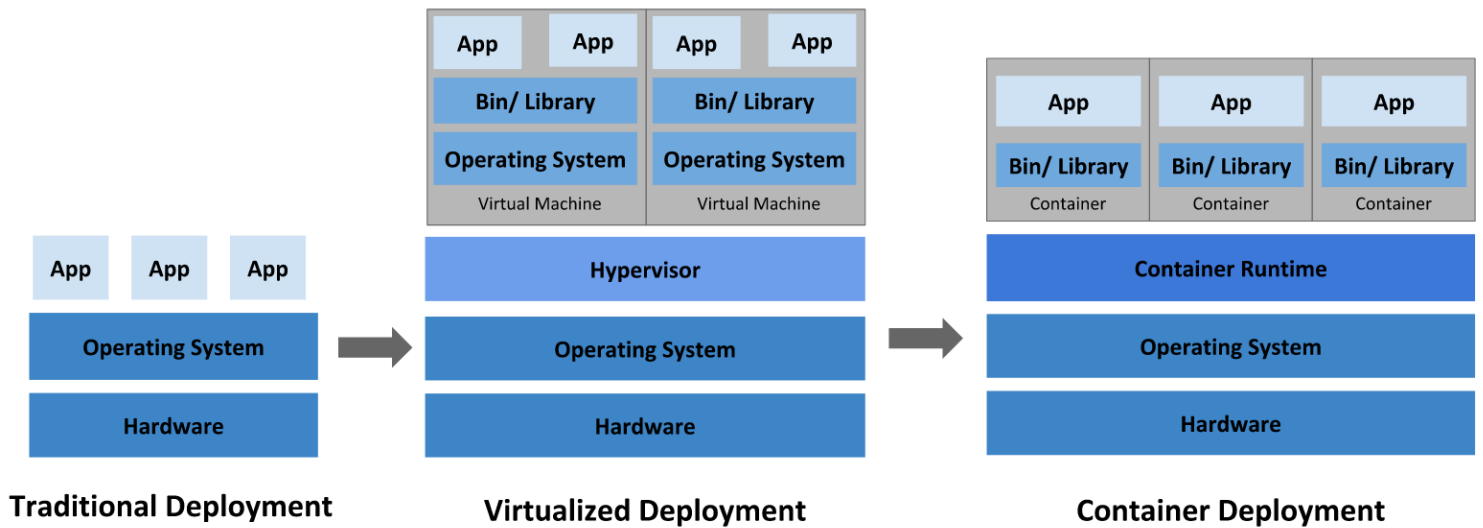 App
App
App
Operating System
Hardware
Traditional Deployment
App
App
Bin/ Library
Operating System
Virtual Machine
App
App
Bin/ Library
Operating System
Virtual Machine
Hypervisor
Operating System
Hardware
Virtualized Deployment
App
Bin/ Library
Container
App
Bin/ Library
Container
App
Bin/ Library
Container
Container Runtime
Operating System
Hardware
Container Deployment